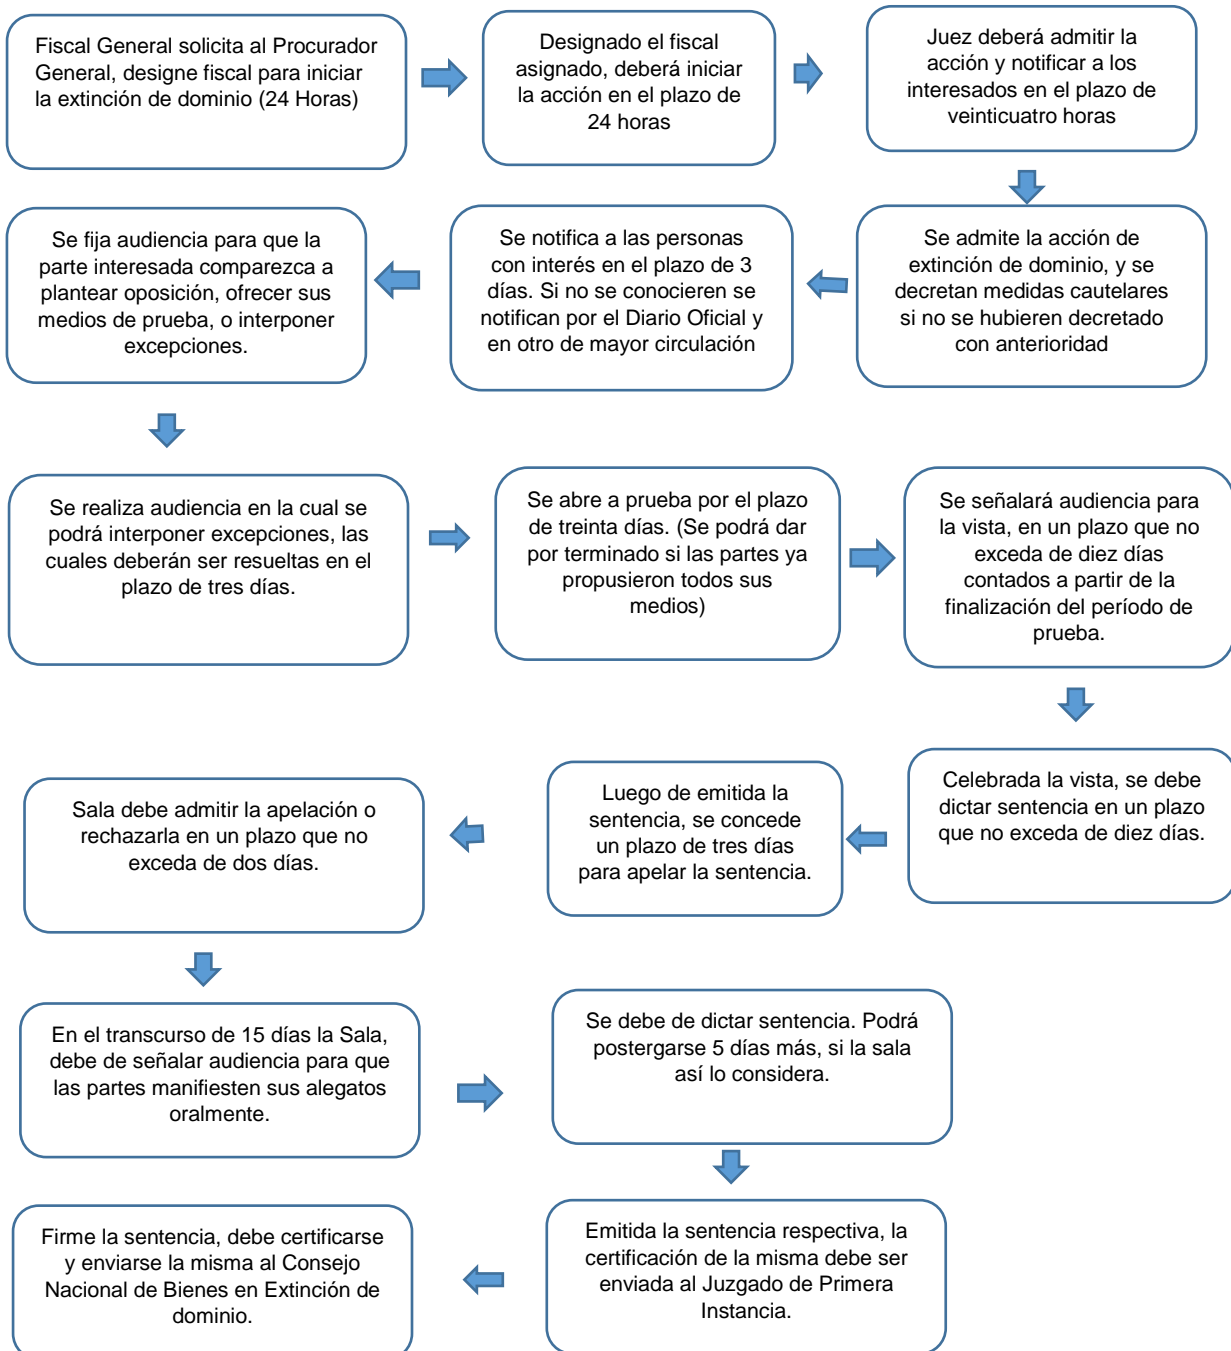 Fiscal General solicita al Procurador
General, designe fiscal para iniciar
la extinción de dominio (24 Horas)
Designado el fiscal
asignado, deberá iniciar
la acción en el plazo de
24 horas
Juez deberá admitir la
acción y notificar a los
interesados en el plazo de
veinticuatro horas
Se admite la acción de
extinción de dominio, y se
decretan medidas cautelares
si no se hubieren decretado
con anterioridad
Se notifica a las personas
con interés en el plazo de 3
días. Si no se conocieren se
notifican por el Diario Oficial y
en otro de mayor circulación
Se fija audiencia para que la
parte interesada comparezca a
plantear oposición, ofrecer sus
medios de prueba, o interponer
excepciones.
Se realiza audiencia en la cual se
podrá interponer excepciones, las
cuales deberán ser resueltas en el
plazo de tres días.
Se abre a prueba por el plazo
de treinta días. (Se podrá dar
por terminado si las partes ya
propusieron todos sus
medios)
Se señalará audiencia para
la vista, en un plazo que no
exceda de diez días
contados a partir de la
finalización del período de
prueba.
Celebrada la vista, se debe
dictar sentencia en un plazo
que no exceda de diez días.
Luego de emitida la
sentencia, se concede
un plazo de tres días
para apelar la sentencia.
Sala debe admitir la apelación o
rechazarla en un plazo que no
exceda de dos días.
En el transcurso de 15 días la Sala,
debe de señalar audiencia para que
las partes manifiesten sus alegatos
oralmente.
Se debe de dictar sentencia. Podrá
postergarse 5 días más, si la sala
así lo considera.
Emitida la sentencia respectiva, la
certificación de la misma debe ser
enviada al Juzgado de Primera
Instancia.
Firme la sentencia, debe certificarse
y enviarse la misma al Consejo
Nacional de Bienes en Extinción de
dominio.